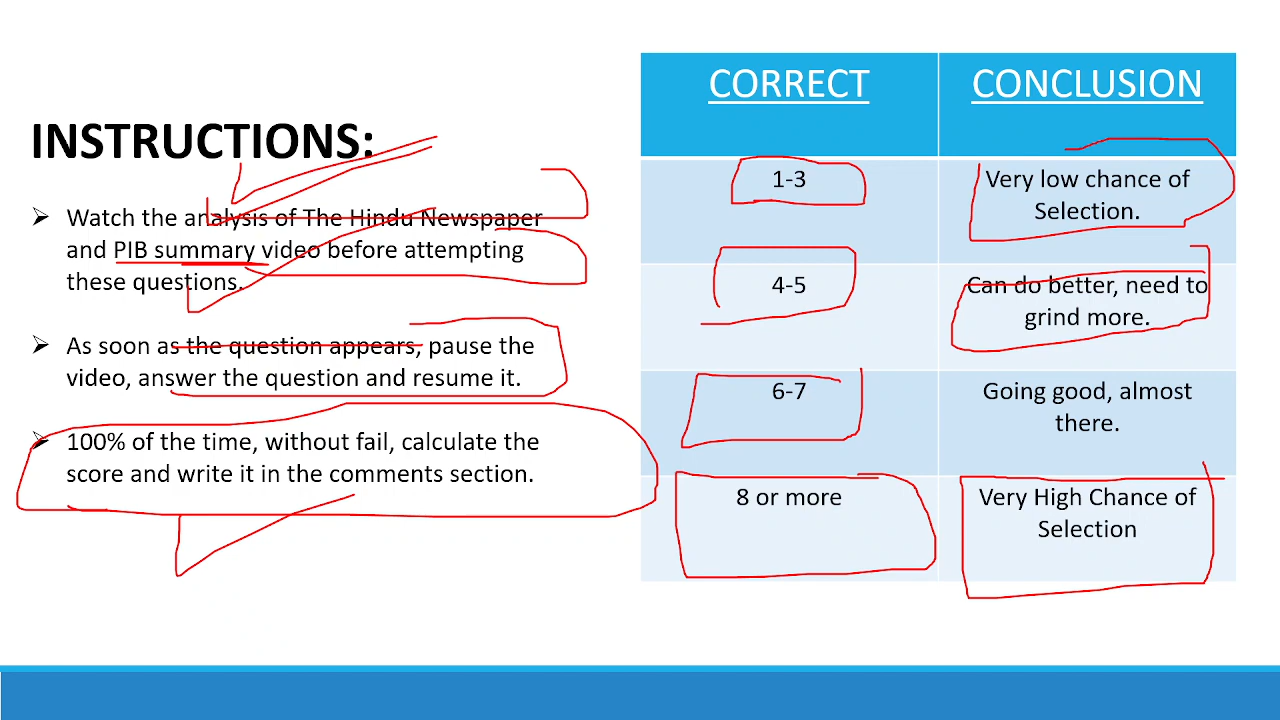 INSTRUCTIONS:
➢ Watch the analysis of The Hindu Newspaper
and PIB summary video before attempting
these questions.
➢ As soon as the question appears, pause the
video, answer the question and resume it.
➢ 100% of the time, without fail, calculate the
score and write it in the comments section.
CORRECT CONCLUSION
1-3 Very low chance of
Selection.
4-5 Can do better, need to
grind more.
6-7 Going good, almost
there.
8 or more Very High Chance of
Selection